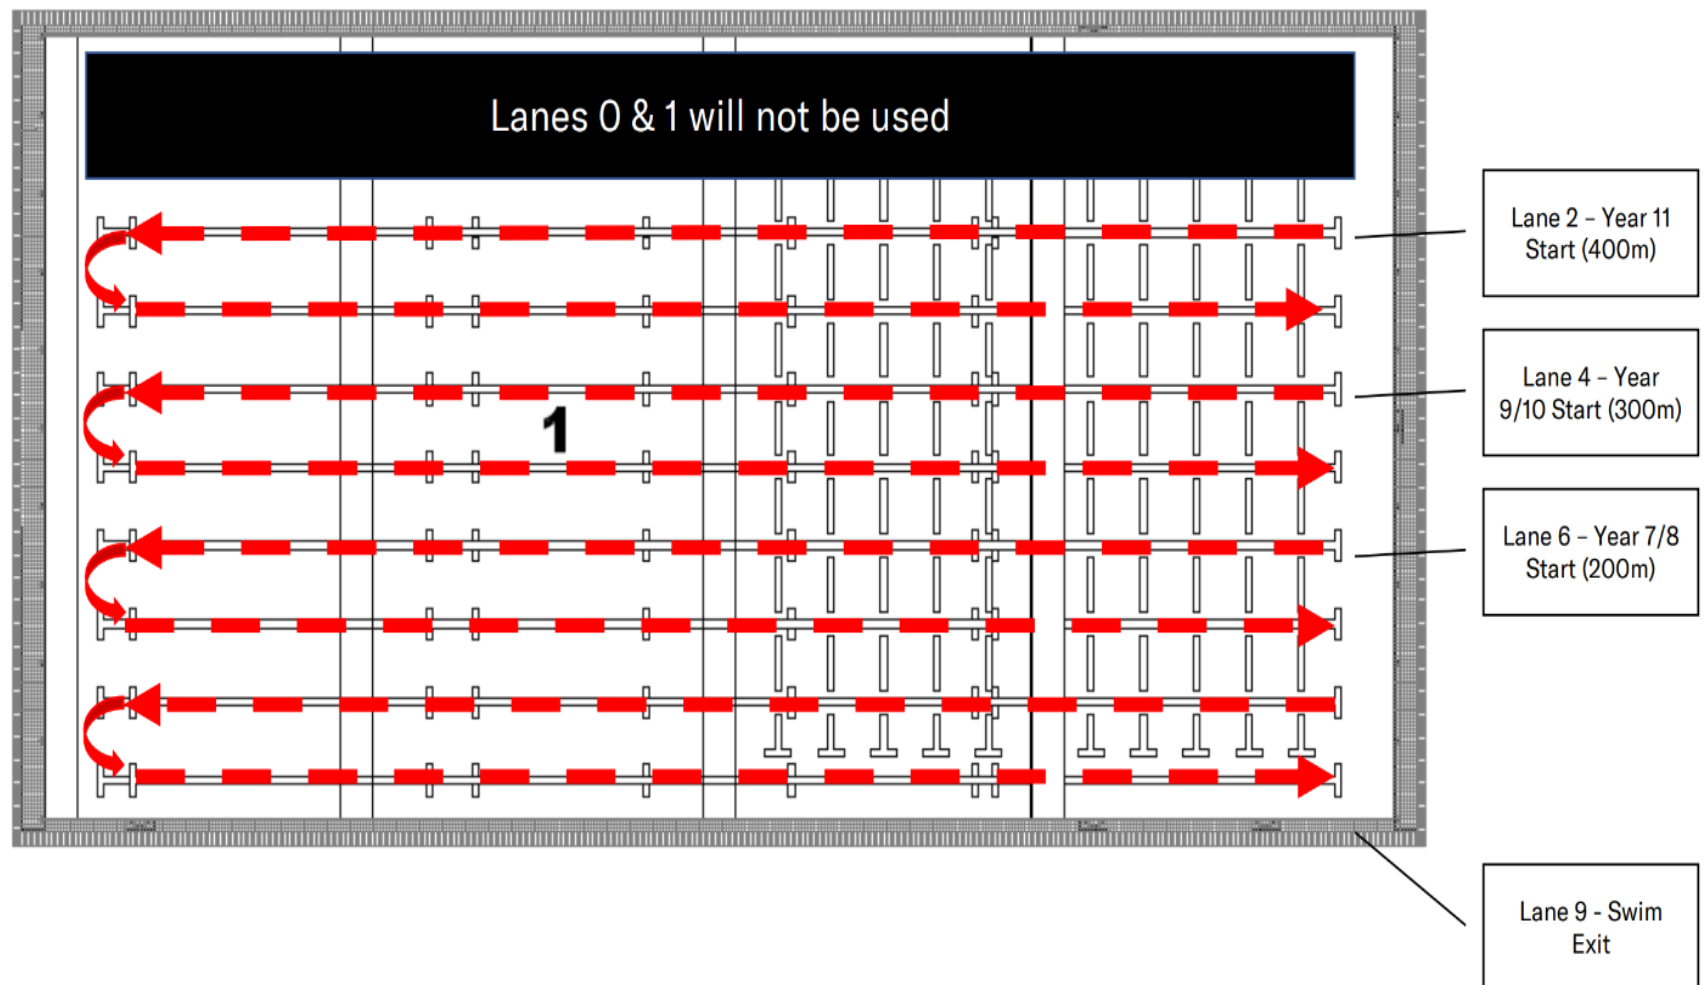 Lanes 0 & 1 will not be used
Lane 2 – Year 11
Start (400m)
Lane 4 – Year
9/10 Start (300m)
1
Lane 6 – Year 7/8
Start (200m)
Lane 9 - Swim
Exit